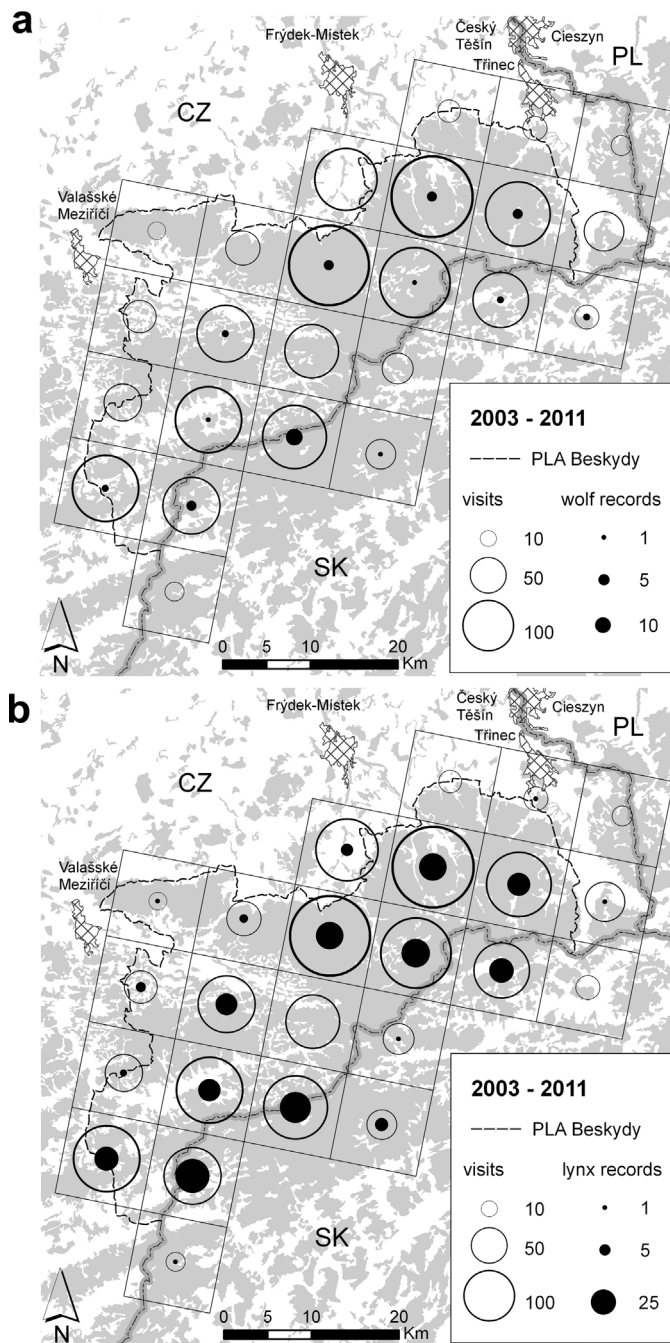 a
Frýdek-Místek
Český
Těšín
Cieszyn
Třinec
PL
CZ
Valašské
Meziříčí
2003 - 2011
PLA Beskydy
visits
wolf records
10
1
50
5
100
10
SK
N
0
5
10
20
Km
b
Frýdek-Místek
Český
Těšín
Cieszyn
Třinec
PL
CZ
Valašské
Meziříčí
2003 - 2011
PLA Beskydy
visits
lynx records
10
1
50
5
100
25
SK
N
0
5
10
20
Km